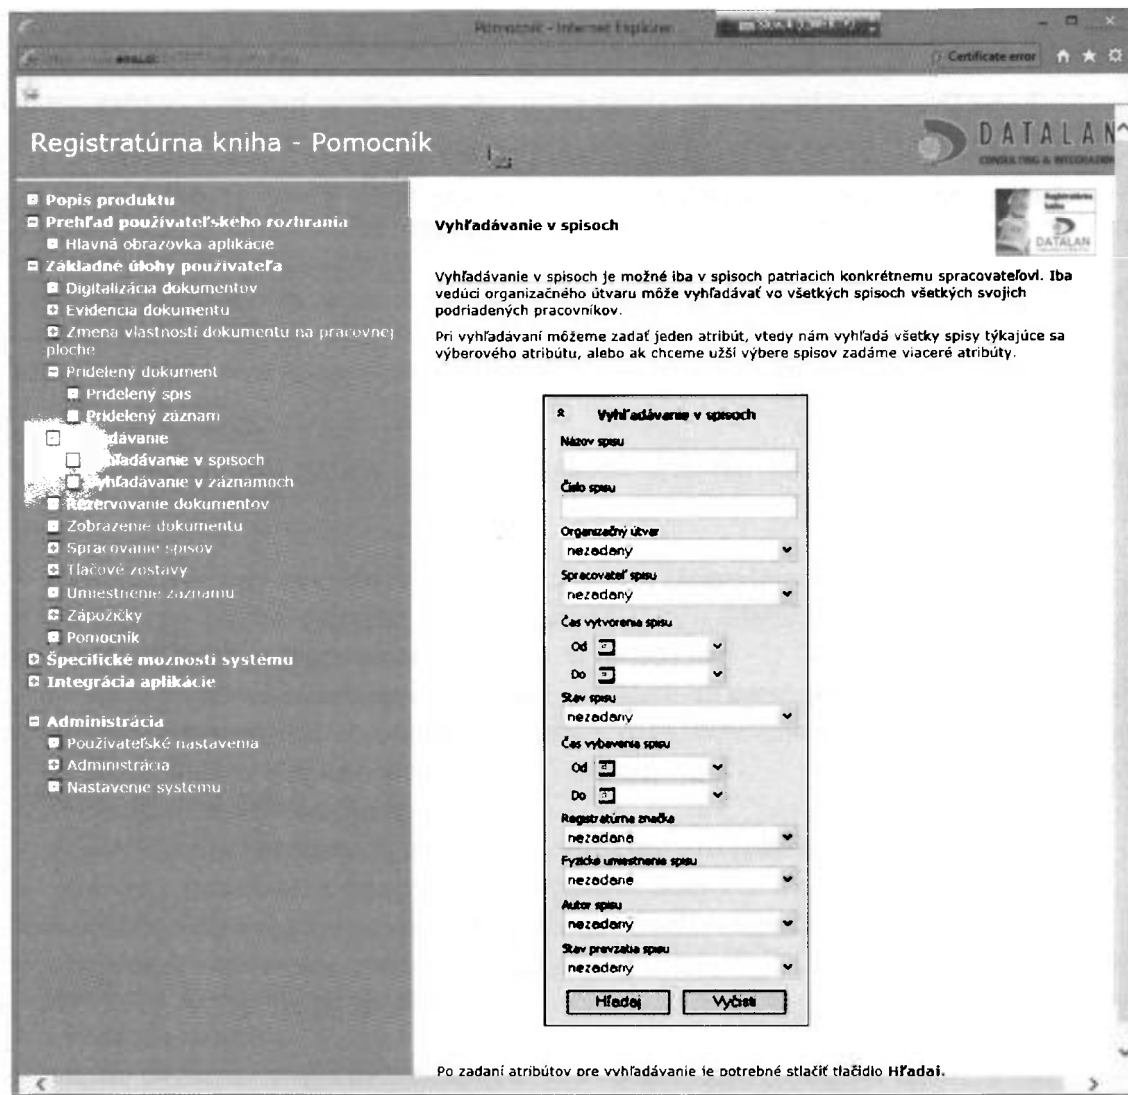 Pomocník - Internet Explorer
Certificate error
Registratúrna kniha - Pomocník
DATALAN
CONSULTING & INTEGRATION
Popis produktu
Prehľad používateľského rozhrania
Hlavná obrazovka aplikácie
Základné úlohy používateľa
Digitalizácia dokumentov
Evidencia dokumentu
Zmena vlastností dokumentu na pracovnej
ploche
Pridelený dokument
Pridelený spis
Pridelený záznam
dávanie
hľadávanie v spisoch
yhľadávanie v záznamoch
Rezervovanie dokumentov
Zobrazenie dokumentu
Spracovanie spisov
Tlačové zostavy
Umiestnenie záznamu
Zápožičky
Pomocník
Špecifické možnosti systému
Integrácia aplikácie
Administrácia
Používateľské nastavenia
Administrácia
Nastavenie systému
Registratúrna
kniha
DATALAN
Vyhľadávanie v spisoch
Vyhľadávanie v spisoch je možné iba v spisoch patriacich konkrétnemu spracovateľovi. Iba
vedúci organizačného útvaru môže vyhľadávať vo všetkých spisoch všetkých svojich
podriadených pracovníkov.
Pri vyhľadávaní môžeme zadať jeden atribút, vtedy nám vyhľadá všetky spisy týkajúce sa
výberového atribútu, alebo ak chceme užší výbere spisov zadáme viaceré atribúty.
Vyhľadávanie v spisoch
Názov spisu
Číslo spisu
Organizačný útvar
nezadaný
Spracovateľ spisu
nezadaný
Čas vytvorenia spisu
Od
Do
Stav spisu
nezadaný
Čas vybavenia spisu
Od
Do
Registratúrna značka
nezadaná
Fyzické umiestnenie spisu
nezadané
Autor spisu
nezadaný
Stav prevzatia spisu
nezadaný
Hľadaj Vyčisti
Po zadaní atribútov pre vyhľadávanie je potrebné stlačiť tlačidlo Hľadaj.